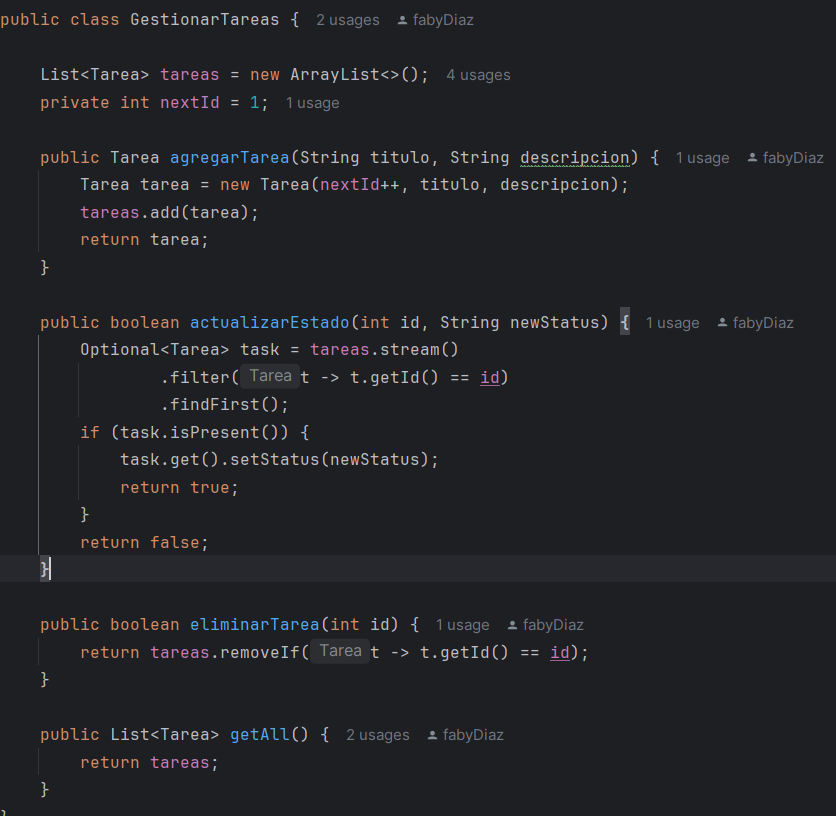 public class GestionarTareas { 2 usages fabyDiaz
List<Tarea> tareas = new ArrayList<>(); 4 usages
private int nextId = 1; 1 usage
public Tarea agregarTarea(String titulo, String descripcion) { 1 usage fabyDiaz
Tarea tarea = new Tarea(nextId++, titulo, descripcion);
tareas.add(tarea);
return tarea;
}
public boolean actualizarEstado(int id, String newStatus) { 1 usage fabyDiaz
Optional<Tarea> task = tareas.stream()
.filter( Tarea t -> t.getId() == id)
.findFirst();
if (task.isPresent()) {
task.get().setStatus(newStatus);
return true;
}
return false;
}
public boolean eliminarTarea(int id) { 1 usage fabyDiaz
return tareas.removeIf( Tarea t -> t.getId() == id);
}
public List<Tarea> getAll() { 2 usages fabyDiaz
return tareas;
}
}